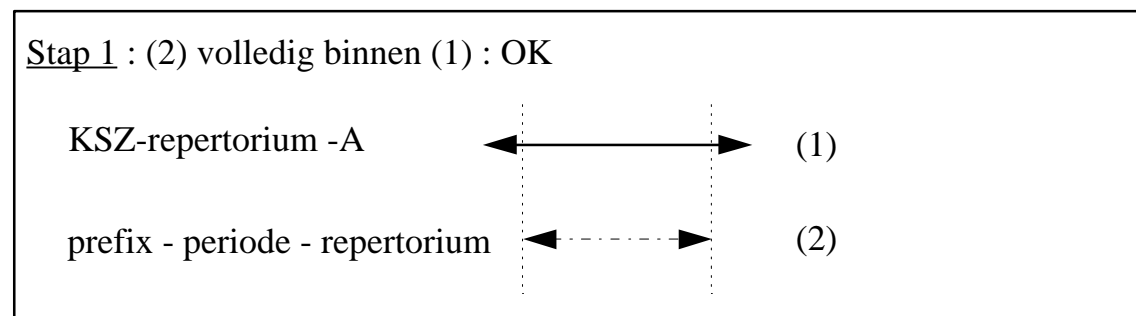 Stap 1 : (2) volledig binnen (1) : OK
KSZ-repertorium -A (1)
prefix - periode - repertorium (2)